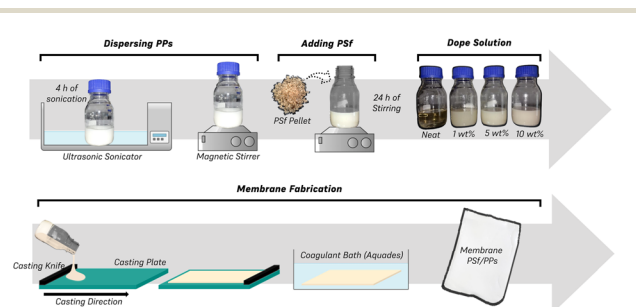 Dispersing PPs
Adding PSf
Dope Solution
4 h of
sonication
24 h of
Stirring
PSf Pellet
Ultrasonic Sonicator
Magnetic Stirrer
Neat
1 wt%
5 wt%
10 wt%
Membrane Fabrication
Casting Knife
Casting Plate
Coagulant Bath (Aquades)
Membrane
PSf/PPs
Casting Direction